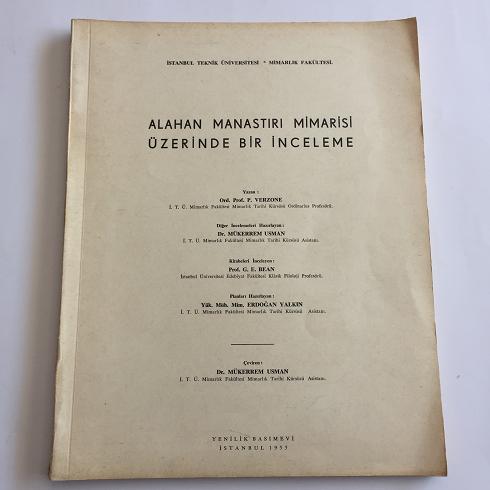 İSTANBUL TEKNİK ÜNİVERSİTESİ * MİMARLIK FAKÜLTESİ.
ALAHAN MANASTIRI MİMARİSİ
ÜZERİNDE BİR İNCELEME
Yazan :
Ord. Prof. P. VERZONE
İ. T. Ü. Mimarlık Fakültesi Mimarlık Tarihi Kürsüsü Ordinarius Profesörü.
Diğer İncelemeleri Hazırlayan :
Dr. MÜKERREM USMAN
İ. T. Ü. Mimarlık Fakültesi Mimarlık Tarihi Kürsüsü Asistanı.
Kitabeleri İnceleyen :
Prof. G. E. BEAN
İstanbul Üniversitesi Edebiyat Fakültesi Klâsik Filoloji Profesörü.
Planları Hazırlayan :
Yük. Müh. Mim. ERDOĞAN YALKIN
İ. T. Ü. Mimarlık Fakültesi Mimarlık Tarihi Kürsüsü Asistanı.
Çeviren :
Dr. MÜKERREM USMAN
İ. T. Ü. Mimarlık Fakültesi Mimarlık Tarihi Kürsüsü Asistanı.
YENİLİK BASIMEVİ
İSTANBUL 1955